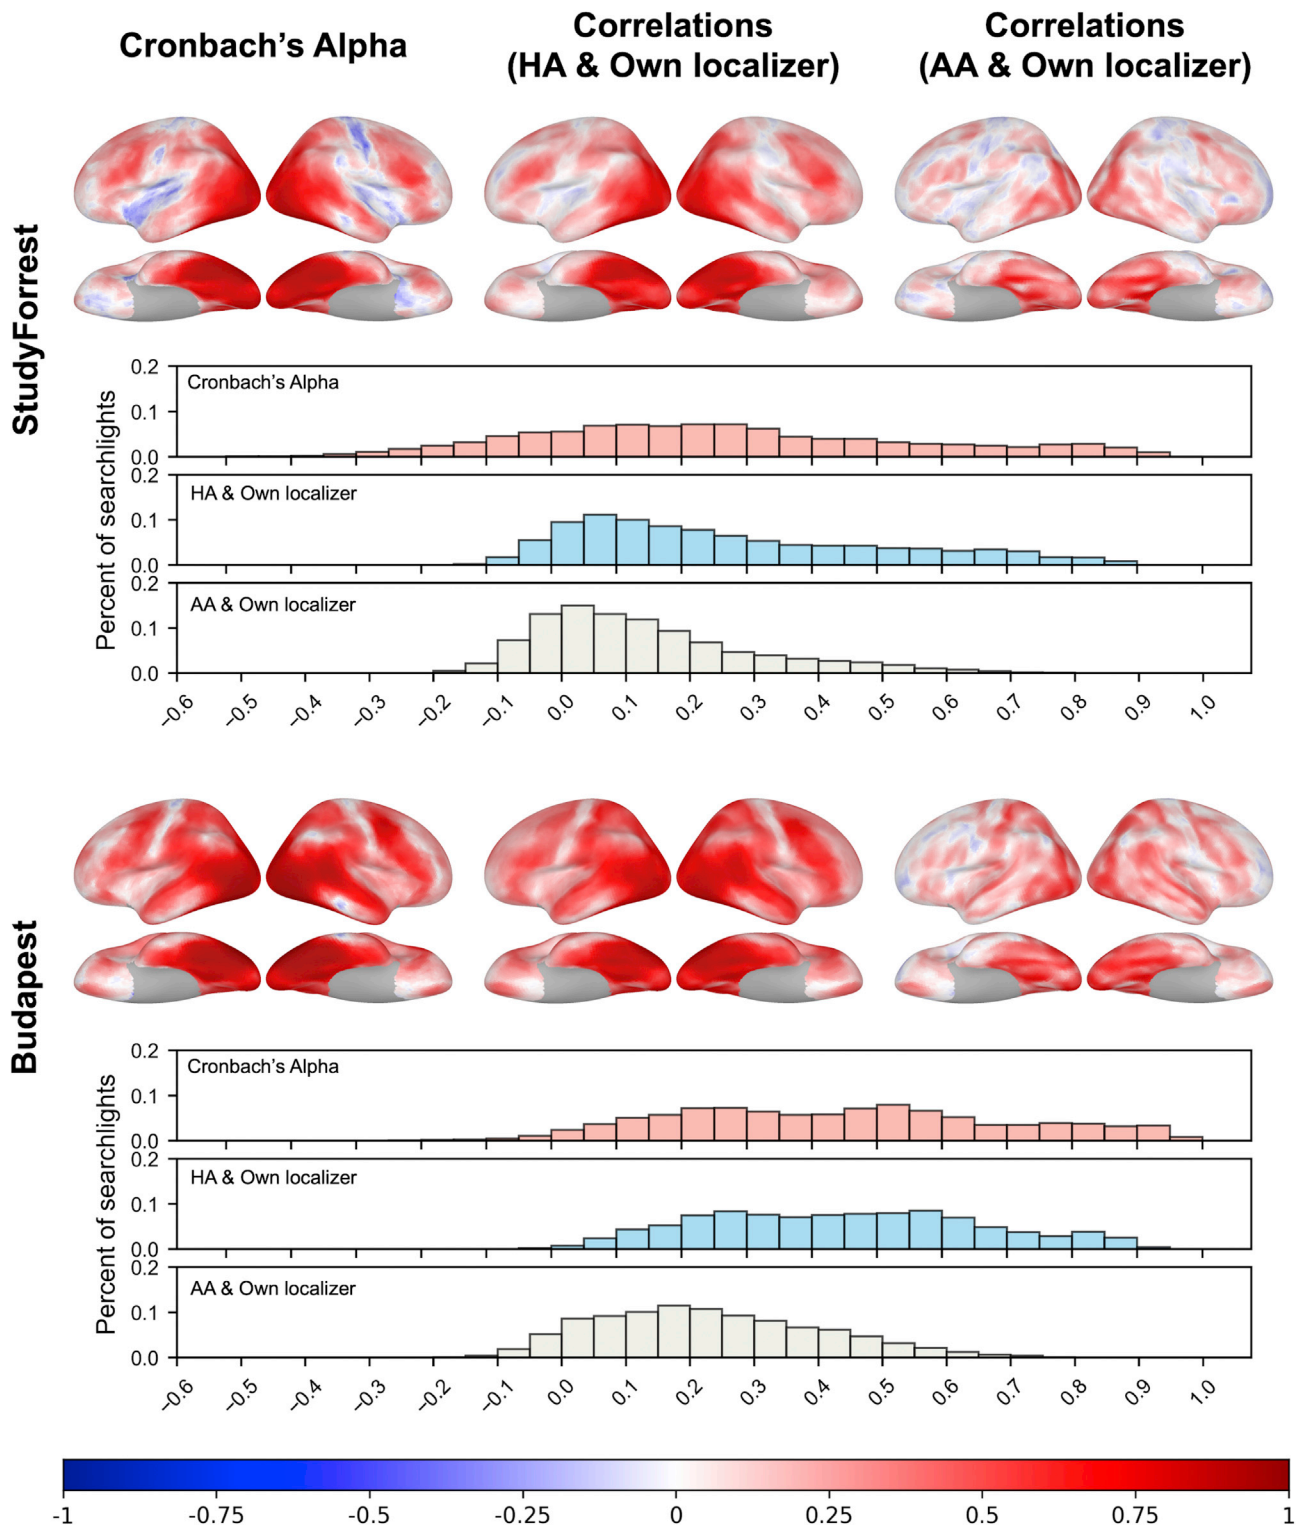 Cronbach's Alpha
Correlations
(HA & Own localizer)
Correlations
(AA & Own localizer)
StudyForrest
Percent of searchlights
0.2
0.1
0.0
Cronbach's Alpha
0.2
0.1
0.0
HA & Own localizer
0.2
0.1
0.0
AA & Own localizer
−0.6 −0.5 −0.4 −0.3 −0.2 −0.1 0.0 0.1 0.2 0.3 0.4 0.5 0.6 0.7 0.8 0.9 1.0
Budapest
Percent of searchlights
0.2
0.1
0.0
Cronbach's Alpha
0.2
0.1
0.0
HA & Own localizer
0.2
0.1
0.0
AA & Own localizer
−0.6 −0.5 −0.4 −0.3 −0.2 −0.1 0.0 0.1 0.2 0.3 0.4 0.5 0.6 0.7 0.8 0.9 1.0
-1 -0.75 -0.5 -0.25 0 0.25 0.5 0.75 1